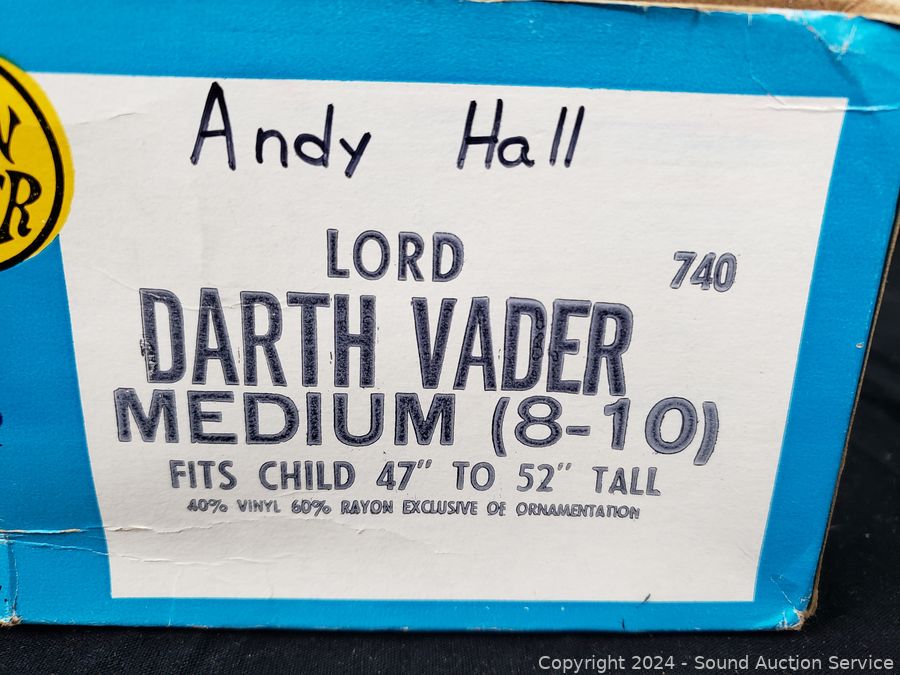 Andy Hall
LORD
740
DARTH VADER
MEDIUM (8-10)
FITS CHILD 47" TO 52" TALL
40% VINYL 60% RAYON EXCLUSIVE OF ORNAMENTATION
Copyright © 2024 - Sound Auction Service